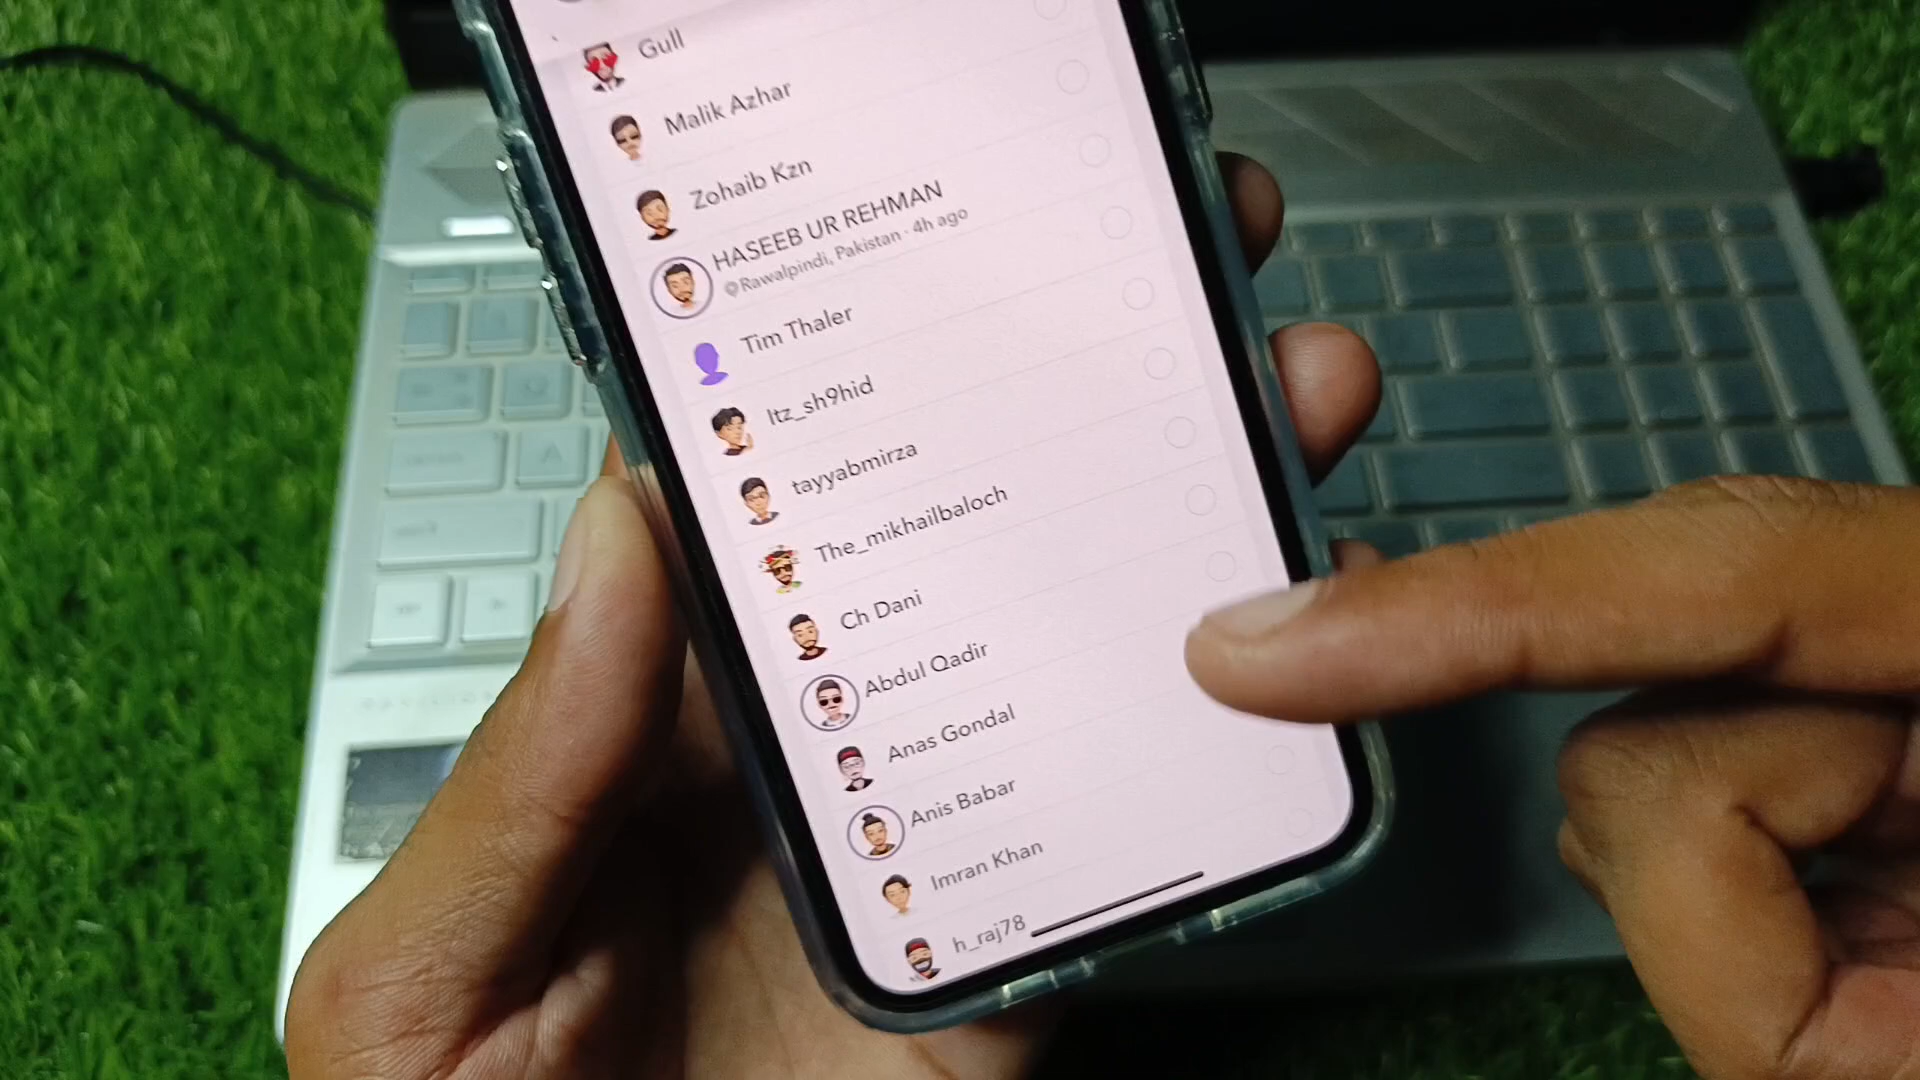 Gull
Malik Azhar
Zohaib Kzn
HASEEB UR REHMAN
@Rawalpindi, Pakistan · 4h ago
Tim Thaler
Itz_sh9hid
tayyabmirza
The_mikhailbaloch
Ch Dani
Abdul Qadir
Anas Gondal
Anis Babar
Imran Khan
h_raj78
A